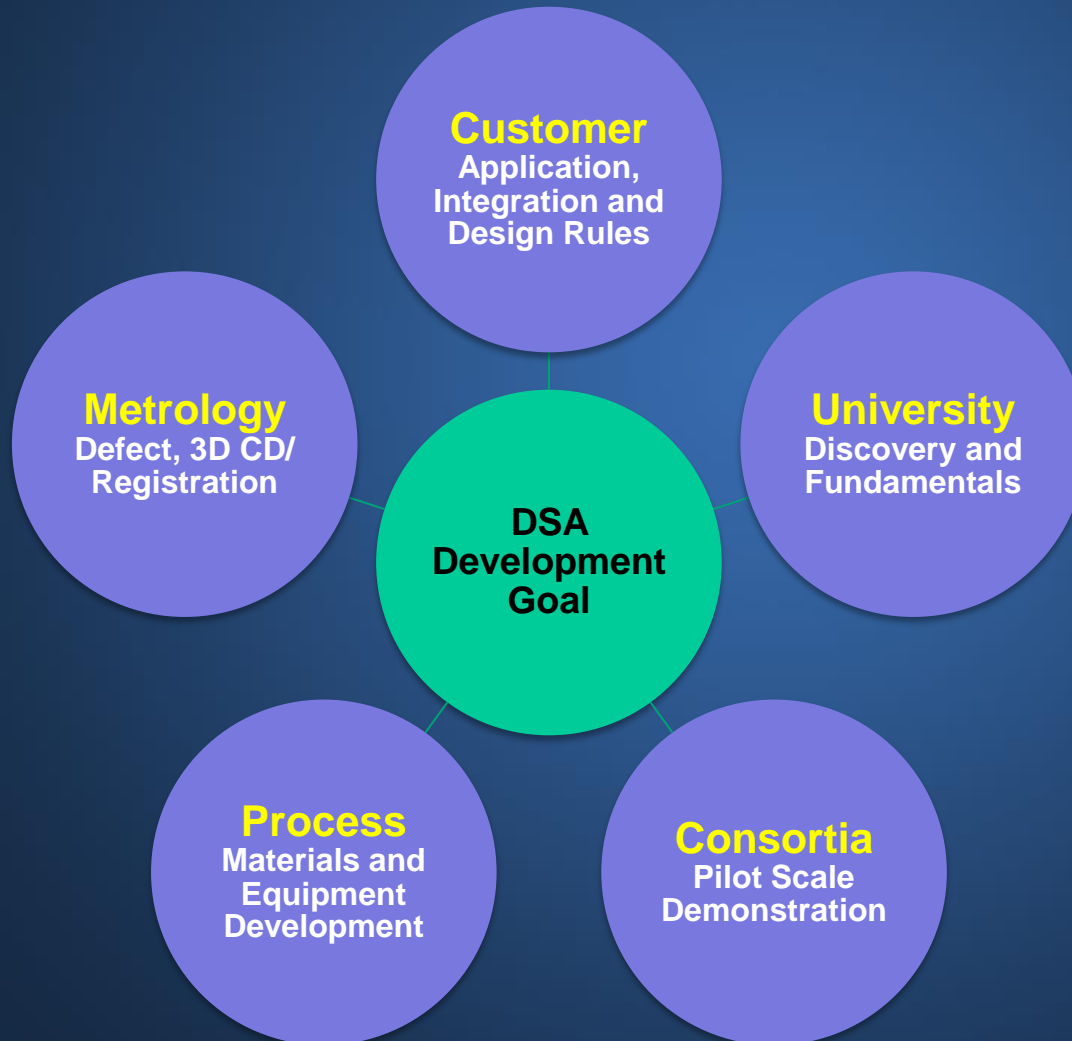 Customer
Application,
Integration and
Design Rules
Metrology
Defect, 3D CD/
Registration
University
Discovery and
Fundamentals
DSA
Development
Goal
Process
Materials and
Equipment
Development
Consortia
Pilot Scale
Demonstration